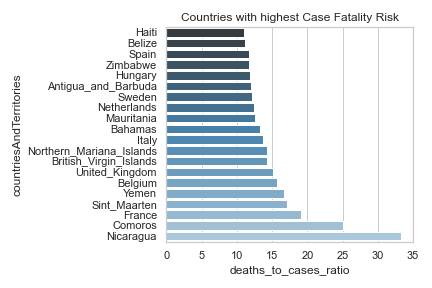 Countries with highest Case Fatality Risk
countriesAndTerritories
Haiti
Belize
Spain
Zimbabwe
Hungary
Antigua_and_Barbuda
Sweden
Netherlands
Mauritania
Bahamas
Italy
Northern_Mariana_Islands
British_Virgin_Islands
United_Kingdom
Belgium
Yemen
Sint_Maarten
France
Comoros
Nicaragua
0 5 10 15 20 25 30 35
deaths_to_cases_ratio